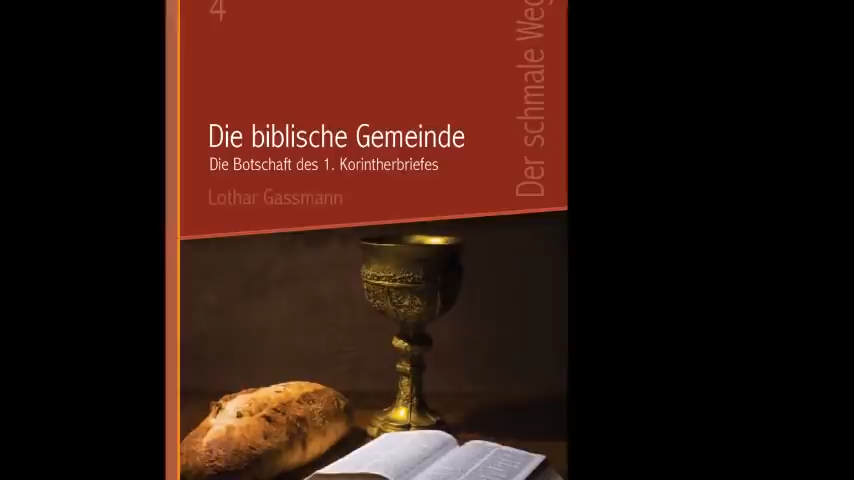 4
Der schmale Weg
Die biblische Gemeinde
Die Botschaft des 1. Korintherbriefes
Lothar Gassmann